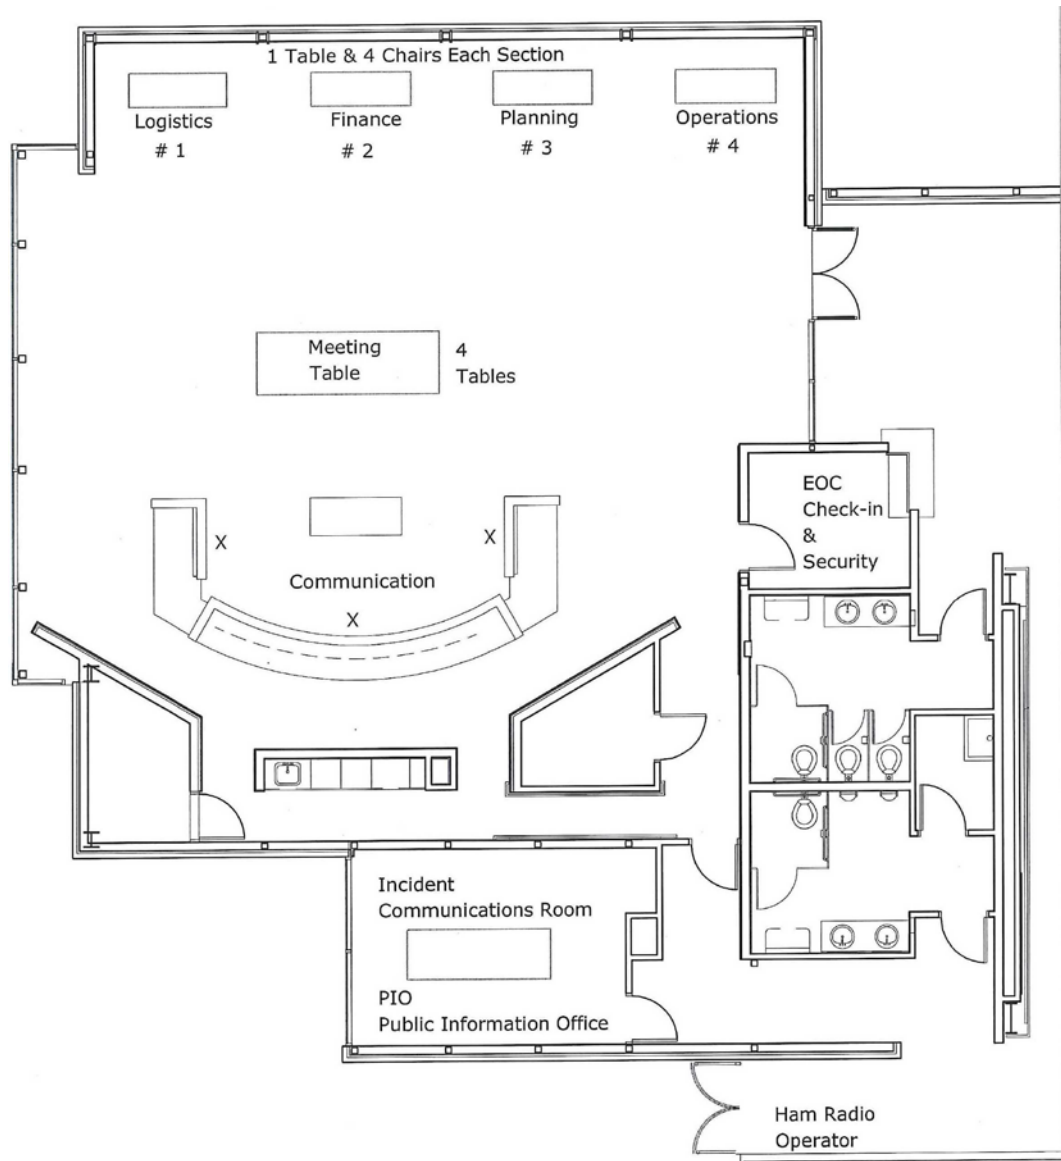 1 Table & 4 Chairs Each Section
Logistics
# 1
Finance
# 2
Planning
# 3
Operations
# 4
Meeting
Table
4
Tables
EOC
Check-in
&
Security
X
X
Communication
X
Incident
Communications Room
PIO
Public Information Office
Ham Radio
Operator